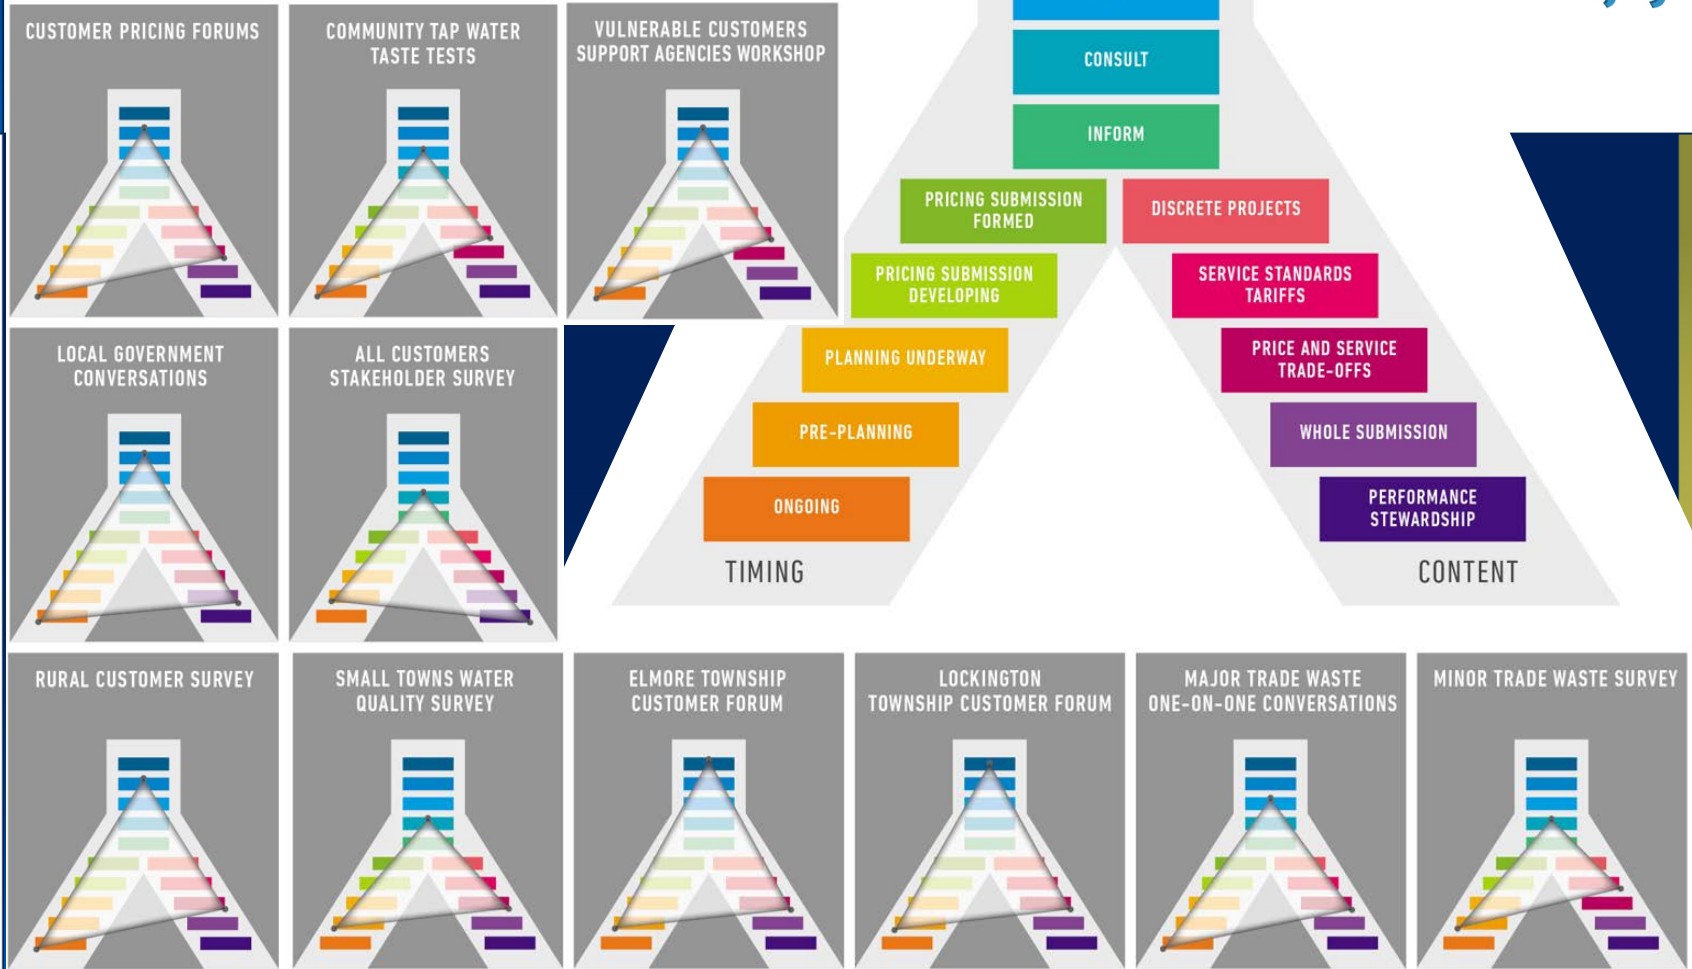 CUSTOMER PRICING FORUMS
COMMUNITY TAP WATER
TASTE TESTS
VULNERABLE CUSTOMERS
SUPPORT AGENCIES WORKSHOP
CONSULT
INFORM
PRICING SUBMISSION
FORMED
DISCRETE PROJECTS
PRICING SUBMISSION
DEVELOPING
SERVICE STANDARDS
TARIFFS
PLANNING UNDERWAY
PRICE AND SERVICE
TRADE-OFFS
PRE-PLANNING
WHOLE SUBMISSION
ONGOING
PERFORMANCE
STEWARDSHIP
TIMING
CONTENT
LOCAL GOVERNMENT
CONVERSATIONS
ALL CUSTOMERS
STAKEHOLDER SURVEY
RURAL CUSTOMER SURVEY
SMALL TOWNS WATER
QUALITY SURVEY
ELMORE TOWNSHIP
CUSTOMER FORUM
LOCKINGTON
TOWNSHIP CUSTOMER FORUM
MAJOR TRADE WASTE
ONE-ON-ONE CONVERSATIONS
MINOR TRADE WASTE SURVEY